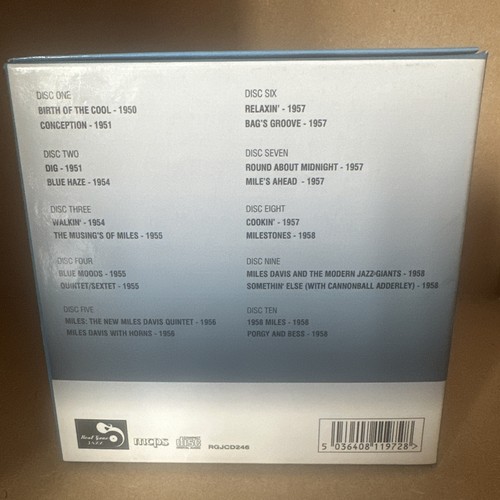 DISC ONE
BIRTH OF THE COOL - 1950
CONCEPTION - 1951
DISC TWO
DIG - 1951
BLUE HAZE - 1954
DISC THREE
WALKIN' - 1954
THE MUSING'S OF MILES - 1955
DISC FOUR
BLUE MOODS - 1955
QUINTET/SEXTET - 1955
DISC FIVE
MILES: THE NEW MILES DAVIS QUINTET - 1956
MILES DAVIS WITH HORNS - 1956
DISC SIX
RELAXIN' - 1957
BAG'S GROOVE - 1957
DISC SEVEN
ROUND ABOUT MIDNIGHT - 1957
MILE'S AHEAD - 1957
DISC EIGHT
COOKIN' - 1957
MILESTONES - 1958
DISC NINE
MILES DAVIS AND THE MODERN JAZZ GIANTS - 1958
SOMETHIN' ELSE (WITH CANNONBALL ADDERLEY) - 1958
DISC TEN
1958 MILES - 1958
PORGY AND BESS - 1958
Real Gone
JAZZ
mcps
disc
DIGITAL AUDIO
RGJCD246
5 036408 119728 >